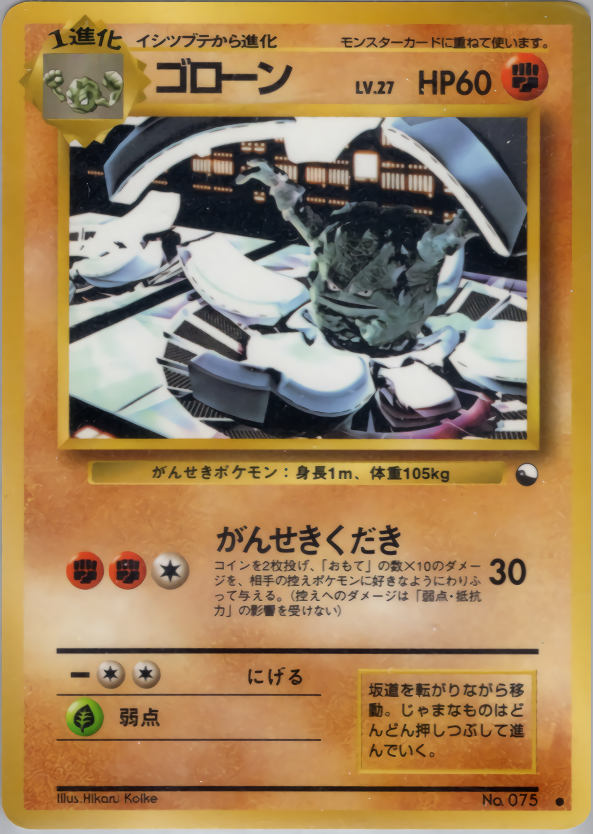 1進化 イシツブテから進化 モンスターカードに重ねて使います。
ゴローン LV.27 HP60
がんせきポケモン：身長1m、体重105kg
がんせきくだき
コインを2枚投げ、「おもて」の数×10のダメー
ジを、相手の控えポケモンに好きなようにわりふ
って与える。（控えへのダメージは「弱点・抵抗
力」の影響を受けない）
30
にげる
弱点
坂道を転がりながら移
動。じゃまなものはど
んどん押しつぶして進
んでいく。
Illus.Hikaru Koike No. 075